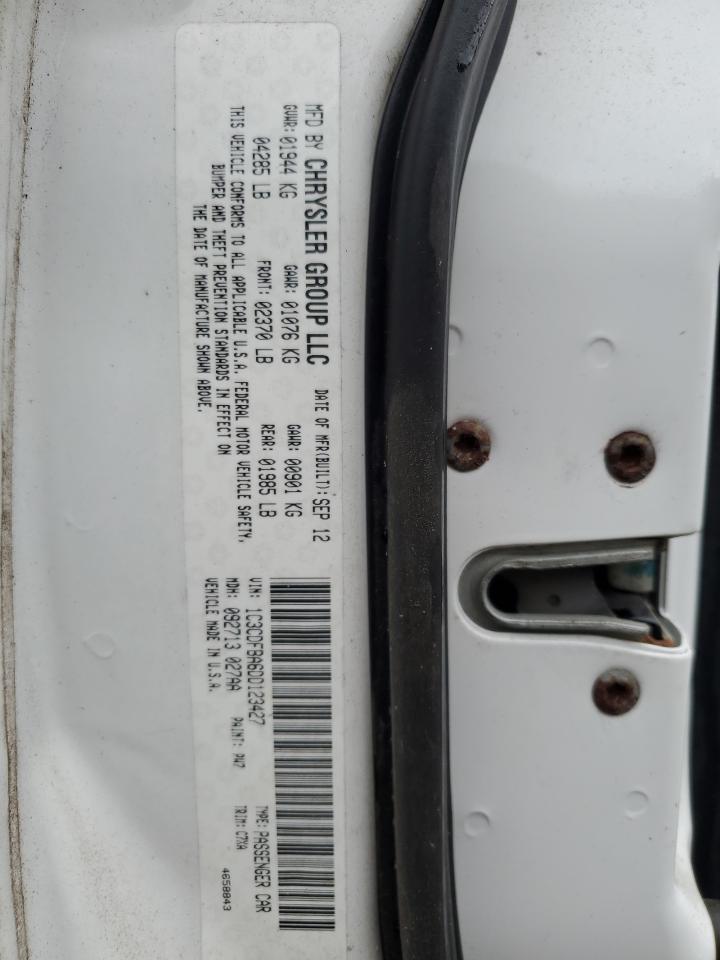 MFD BY CHRYSLER GROUP LLC DATE OF MFR(BUILT): SEP 12
GVWR: 01944 KG GAWR: 01076 KG GAWR: 00901 KG
04285 LB FRONT: 02370 LB REAR: 01985 LB
THIS VEHICLE CONFORMS TO ALL APPLICABLE U.S.A. FEDERAL MOTOR VEHICLE SAFETY,
BUMPER AND THEFT PREVENTION STANDARDS IN EFFECT ON
THE DATE OF MANUFACTURE SHOWN ABOVE.
VIN: 1C3CDFBA6DD123427 TYPE: PASSENGER CAR
MDH: 092713 027AA PAINT: PW7 TRIM: C7XA
VEHICLE MADE IN U.S.A. 4658843